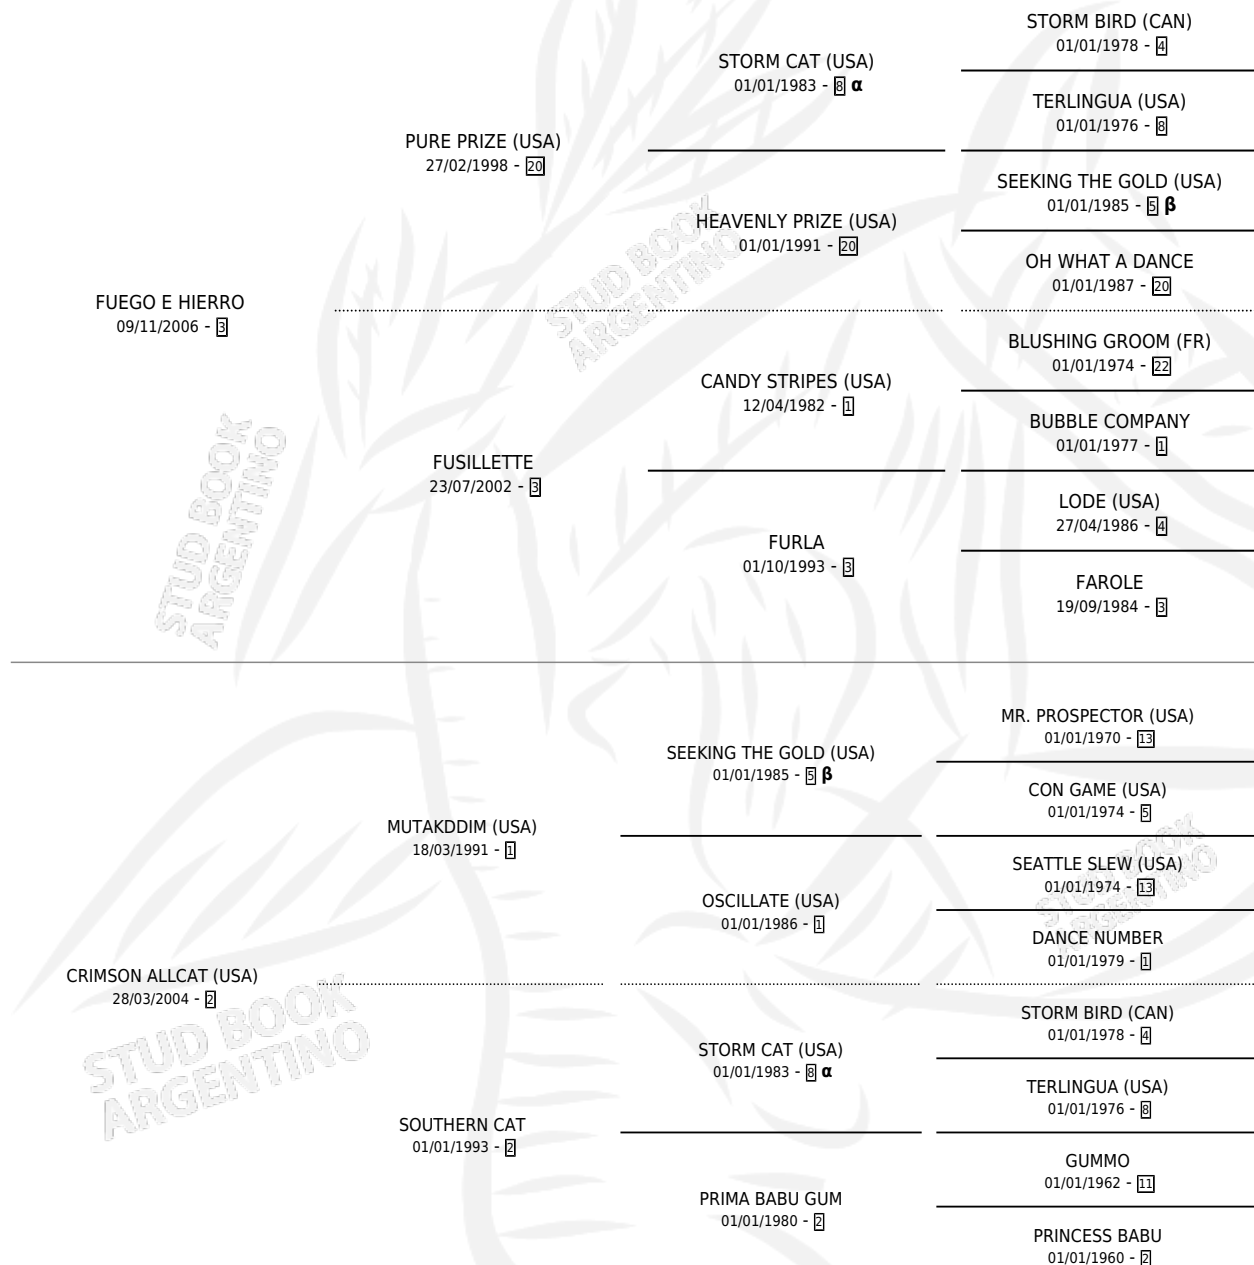 STORM BIRD (CAN)
01/01/1978 - 4
STORM CAT (USA)
01/01/1983 - 8 α
TERLINGUA (USA)
01/01/1976 - 8
PURE PRIZE (USA)
27/02/1998 - 20
SEEKING THE GOLD (USA)
01/01/1985 - 5 β
HEAVENLY PRIZE (USA)
01/01/1991 - 20
OH WHAT A DANCE
01/01/1987 - 20
FUEGO E HIERRO
09/11/2006 - 3
BLUSHING GROOM (FR)
01/01/1974 - 22
CANDY STRIPES (USA)
12/04/1982 - 1
BUBBLE COMPANY
01/01/1977 - 1
FUSILLETTE
23/07/2002 - 3
LODE (USA)
27/04/1986 - 4
FURLA
01/10/1993 - 3
FAROLE
19/09/1984 - 3
MR. PROSPECTOR (USA)
01/01/1970 - 13
SEEKING THE GOLD (USA)
01/01/1985 - 5 β
CON GAME (USA)
01/01/1974 - 5
MUTAKDDIM (USA)
18/03/1991 - 1
SEATTLE SLEW (USA)
01/01/1974 - 13
OSCILLATE (USA)
01/01/1986 - 1
DANCE NUMBER
01/01/1979 - 1
CRIMSON ALLCAT (USA)
28/03/2004 - 2
STORM BIRD (CAN)
01/01/1978 - 4
STORM CAT (USA)
01/01/1983 - 8 α
TERLINGUA (USA)
01/01/1976 - 8
SOUTHERN CAT
01/01/1993 - 2
GUMMO
01/01/1962 - 11
PRIMA BABU GUM
01/01/1980 - 2
PRINCESS BABU
01/01/1960 - 2
STUD BOOK
ARGENTINO
STUD BOOK
ARGENTINO
STUD BOOK
ARGENTINO
STUD BOOK
ARGENTINO